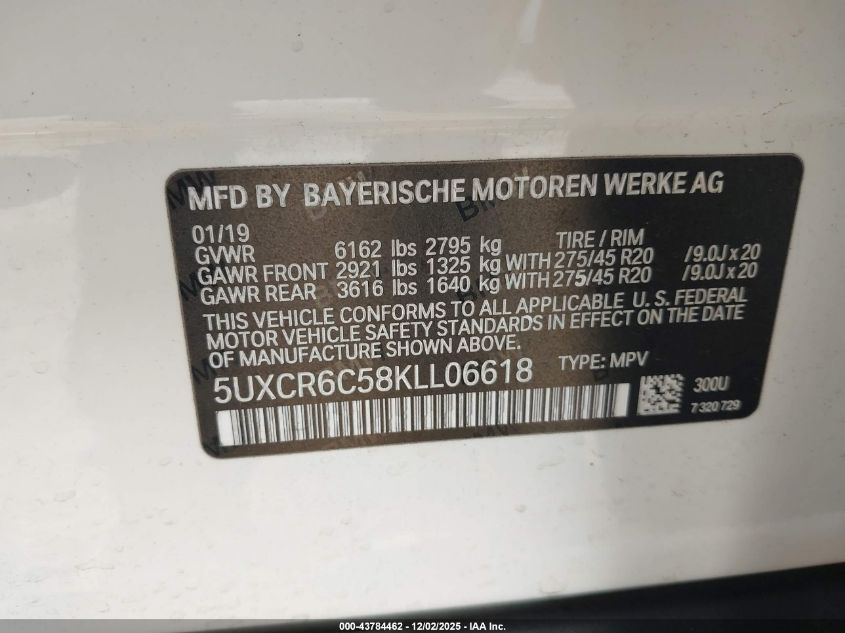 MFD BY BAYERISCHE MOTOREN WERKE AG
01/19 TIRE / RIM
GVWR 6162 lbs 2795 kg
GAWR FRONT 2921 lbs 1325 kg WITH 275/45 R20 /9.0J x 20
GAWR REAR 3616 lbs 1640 kg WITH 275/45 R20 /9.0J x 20
THIS VEHICLE CONFORMS TO ALL APPLICABLE U. S. FEDERAL
MOTOR VEHICLE SAFETY STANDARDS IN EFFECT ON THE DATE
OF MANUFACTURE SHOWN ABOVE.
5UXCR6C58KLL06618 TYPE: MPV
300U
7 320 729
000-43784462 - 12/02/2025 - IAA Inc.